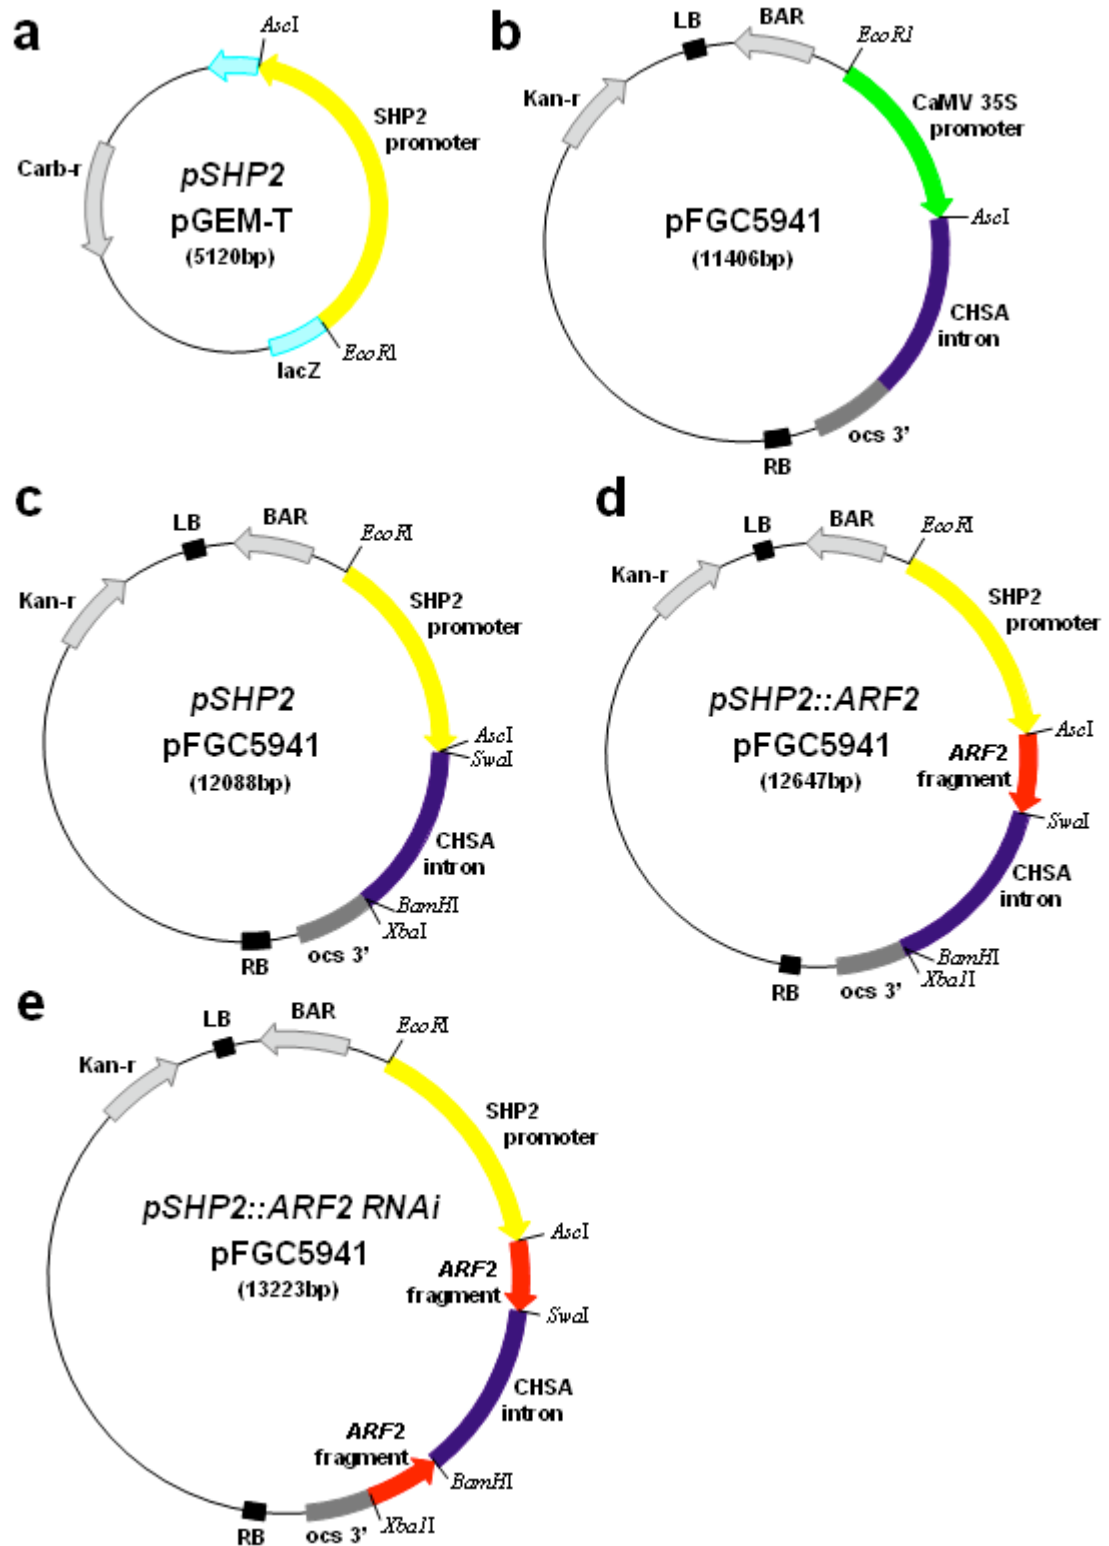 a
AscI
SHP2
promoter
Carb-r
pSHP2
pGEM-T
(5120bp)
EcoRI
lacZ
b
LB
BAR
EcoRI
Kan-r
CaMV 35S
promoter
pFGC5941
(11406bp)
AscI
CHSA
intron
ocs 3'
RB
c
LB
BAR
EcoRI
Kan-r
SHP2
promoter
pSHP2
pFGC5941
(12088bp)
AscI
SwaI
CHSA
intron
BamHI
XbaI
ocs 3'
RB
d
LB
BAR
EcoRI
Kan-r
SHP2
promoter
pSHP2::ARF2
pFGC5941
(12647bp)
AscI
ARF2
fragment
SwaI
CHSA
intron
BamHI
Xba1I
ocs 3'
RB
e
LB
BAR
EcoRI
Kan-r
SHP2
promoter
pSHP2::ARF2 RNAi
pFGC5941
(13223bp)
AscI
ARF2
fragment
SwaI
CHSA
intron
ARF2
fragment
BamHI
Xba1I
ocs 3'
RB